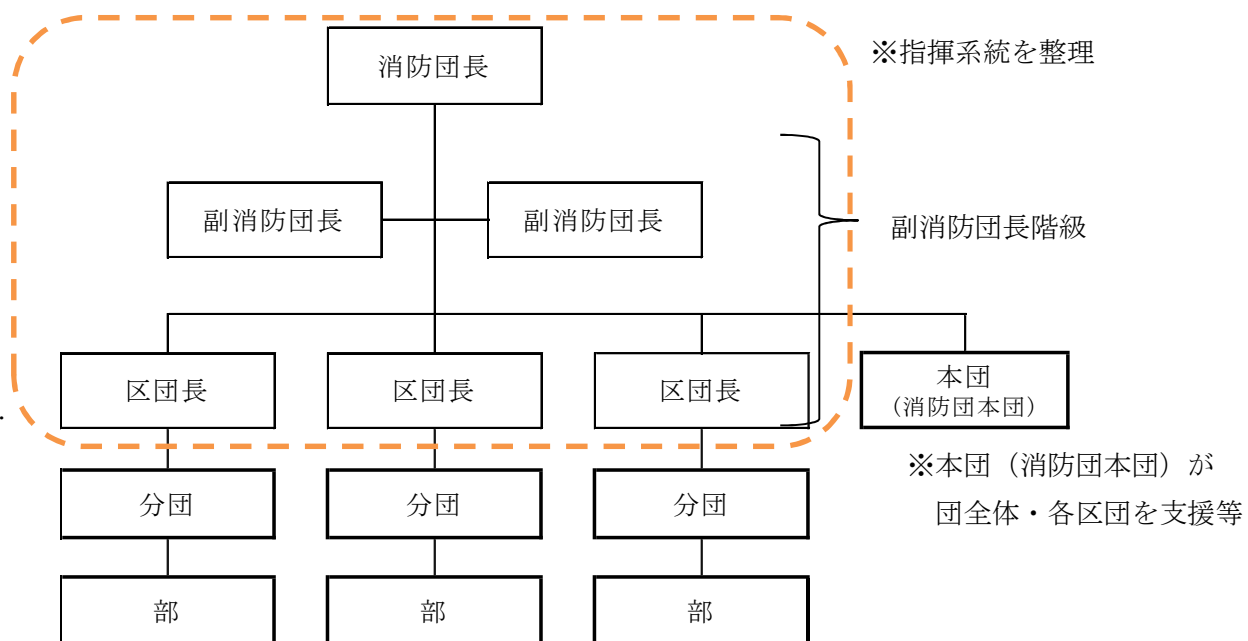 消防団長
※指揮系統を整理
副消防団長
副消防団長
副消防団長階級
区団長
区団長
区団長
本団
(消防団本団)
※本団（消防団本団）が
団全体・各区団を支援等
分団
分団
分団
部
部
部